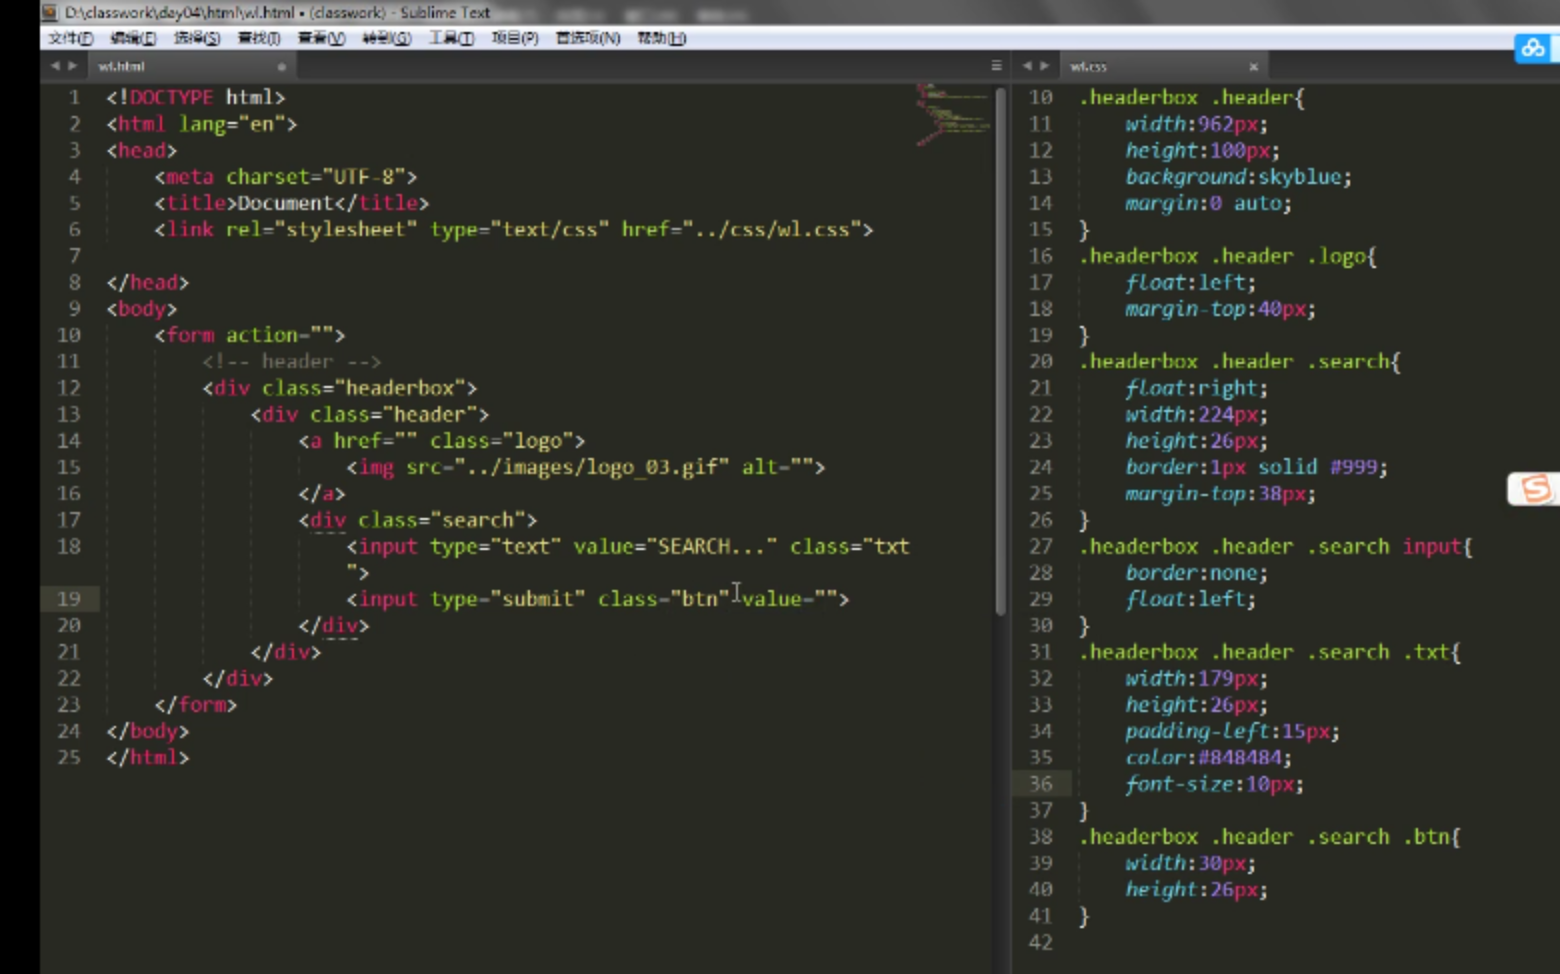 D:\classwork\day04\html\wl.html • (classwork) - Sublime Text
文件(F) 编辑(E) 选择(S) 查找(I) 查看(V) 转到(G) 工具(T) 项目(P) 首选项(N) 帮助(H)
wl.html
1 <!DOCTYPE html>
2 <html lang="en">
3 <head>
4 <meta charset="UTF-8">
5 <title>Document</title>
6 <link rel="stylesheet" type="text/css" href="../css/wl.css">
7
8 </head>
9 <body>
10 <form action="">
11 <!-- header -->
12 <div class="headerbox">
13 <div class="header">
14 <a href="" class="logo">
15 <img src="../images/logo_03.gif" alt="">
16 </a>
17 <div class="search">
18 <input type="text" value="SEARCH..." class="txt
">
19 <input type="submit" class="btn" value="">
20 </div>
21 </div>
22 </div>
23 </form>
24 </body>
25 </html>
wl.css
10 .headerbox .header{
11 width:962px;
12 height:100px;
13 background:skyblue;
14 margin:0 auto;
15 }
16 .headerbox .header .logo{
17 float:left;
18 margin-top:40px;
19 }
20 .headerbox .header .search{
21 float:right;
22 width:224px;
23 height:26px;
24 border:1px solid #999;
25 margin-top:38px;
26 }
27 .headerbox .header .search input{
28 border:none;
29 float:left;
30 }
31 .headerbox .header .search .txt{
32 width:179px;
33 height:26px;
34 padding-left:15px;
35 color:#848484;
36 font-size:10px;
37 }
38 .headerbox .header .search .btn{
39 width:30px;
40 height:26px;
41 }
42